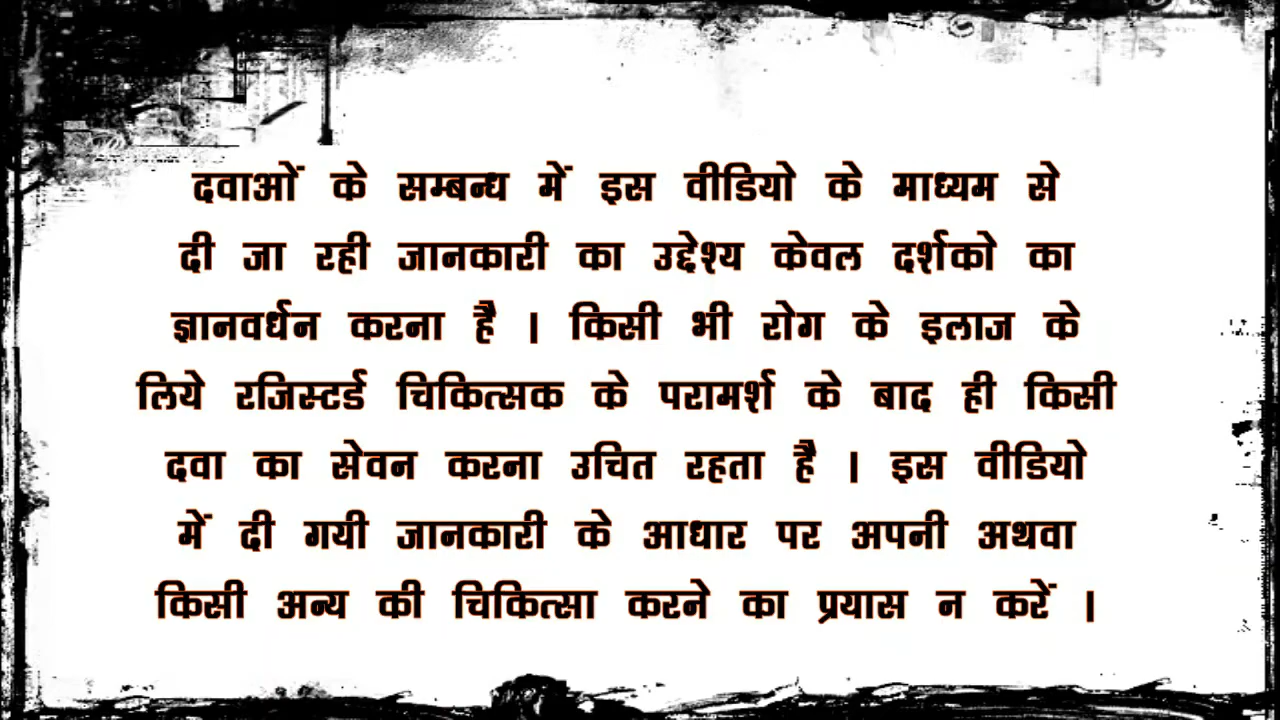 दवाओं के सम्बन्ध में इस वीडियो के माध्यम से
दी जा रही जानकारी का उद्देश्य केवल दर्शको का
ज्ञानवर्धन करना है । किसी भी रोग के इलाज के
लिये रजिस्टर्ड चिकित्सक के परामर्श के बाद ही किसी
दवा का सेवन करना उचित रहता है । इस वीडियो
में दी गयी जानकारी के आधार पर अपनी अथवा
किसी अन्य की चिकित्सा करने का प्रयास न करें ।